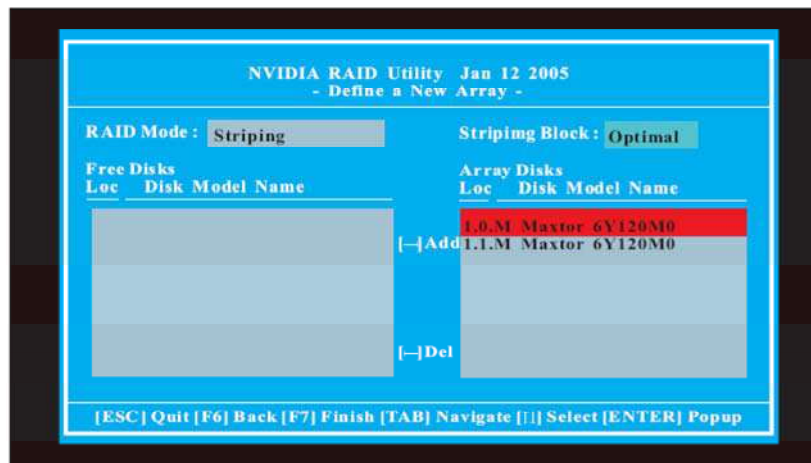 NVIDIA RAID Utility Jan 12 2005
- Define a New Array -
RAID Mode : Striping
Stripimg Block : Optimal
Free Disks
Loc Disk Model Name
Array Disks
Loc Disk Model Name
1.0.M Maxtor 6Y120M0
1.1.M Maxtor 6Y120M0
[—]Add
[—]Del
[ESC] Quit [F6] Back [F7] Finish [TAB] Navigate [↑↓] Select [ENTER] Popup